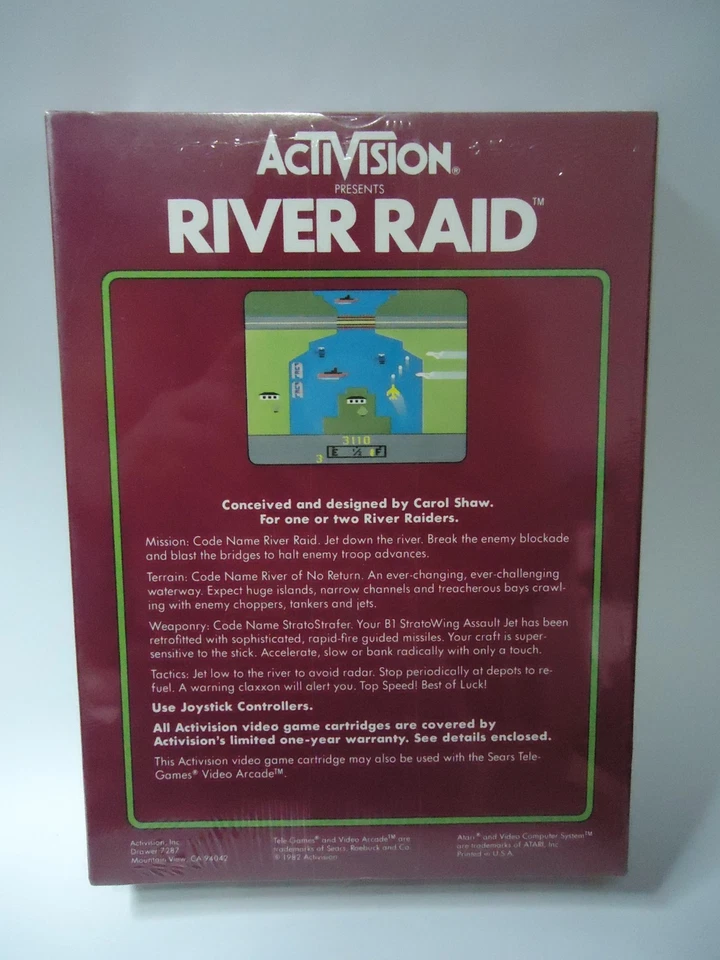 ACTIVISION®
PRESENTS
RIVER RAID™
3110
3 E ½ F
Conceived and designed by Carol Shaw.
For one or two River Raiders.
Mission: Code Name River Raid. Jet down the river. Break the enemy blockade
and blast the bridges to halt enemy troop advances.
Terrain: Code Name River of No Return. An ever-changing, ever-challenging
waterway. Expect huge islands, narrow channels and treacherous bays crawl-
ing with enemy choppers, tankers and jets.
Weaponry: Code Name StratoStrafer. Your B1 StratoWing Assault Jet has been
retrofitted with sophisticated, rapid-fire guided missiles. Your craft is super-
sensitive to the stick. Accelerate, slow or bank radically with only a touch.
Tactics: Jet low to the river to avoid radar. Stop periodically at depots to re-
fuel. A warning claxxon will alert you. Top Speed! Best of Luck!
Use Joystick Controllers.
All Activision video game cartridges are covered by
Activision's limited one-year warranty. See details enclosed.
This Activision video game cartridge may also be used with the Sears Tele-
Games® Video Arcade™.
Activision, Inc.
Drawer 7287
Mountain View CA 94042
Tele-Games® and Video Arcade™ are
trademarks of Sears, Roebuck and Co.
© 1982 Activision
Atari® and Video Computer System™
are trademarks of ATARI, Inc.
Printed in U.S.A.